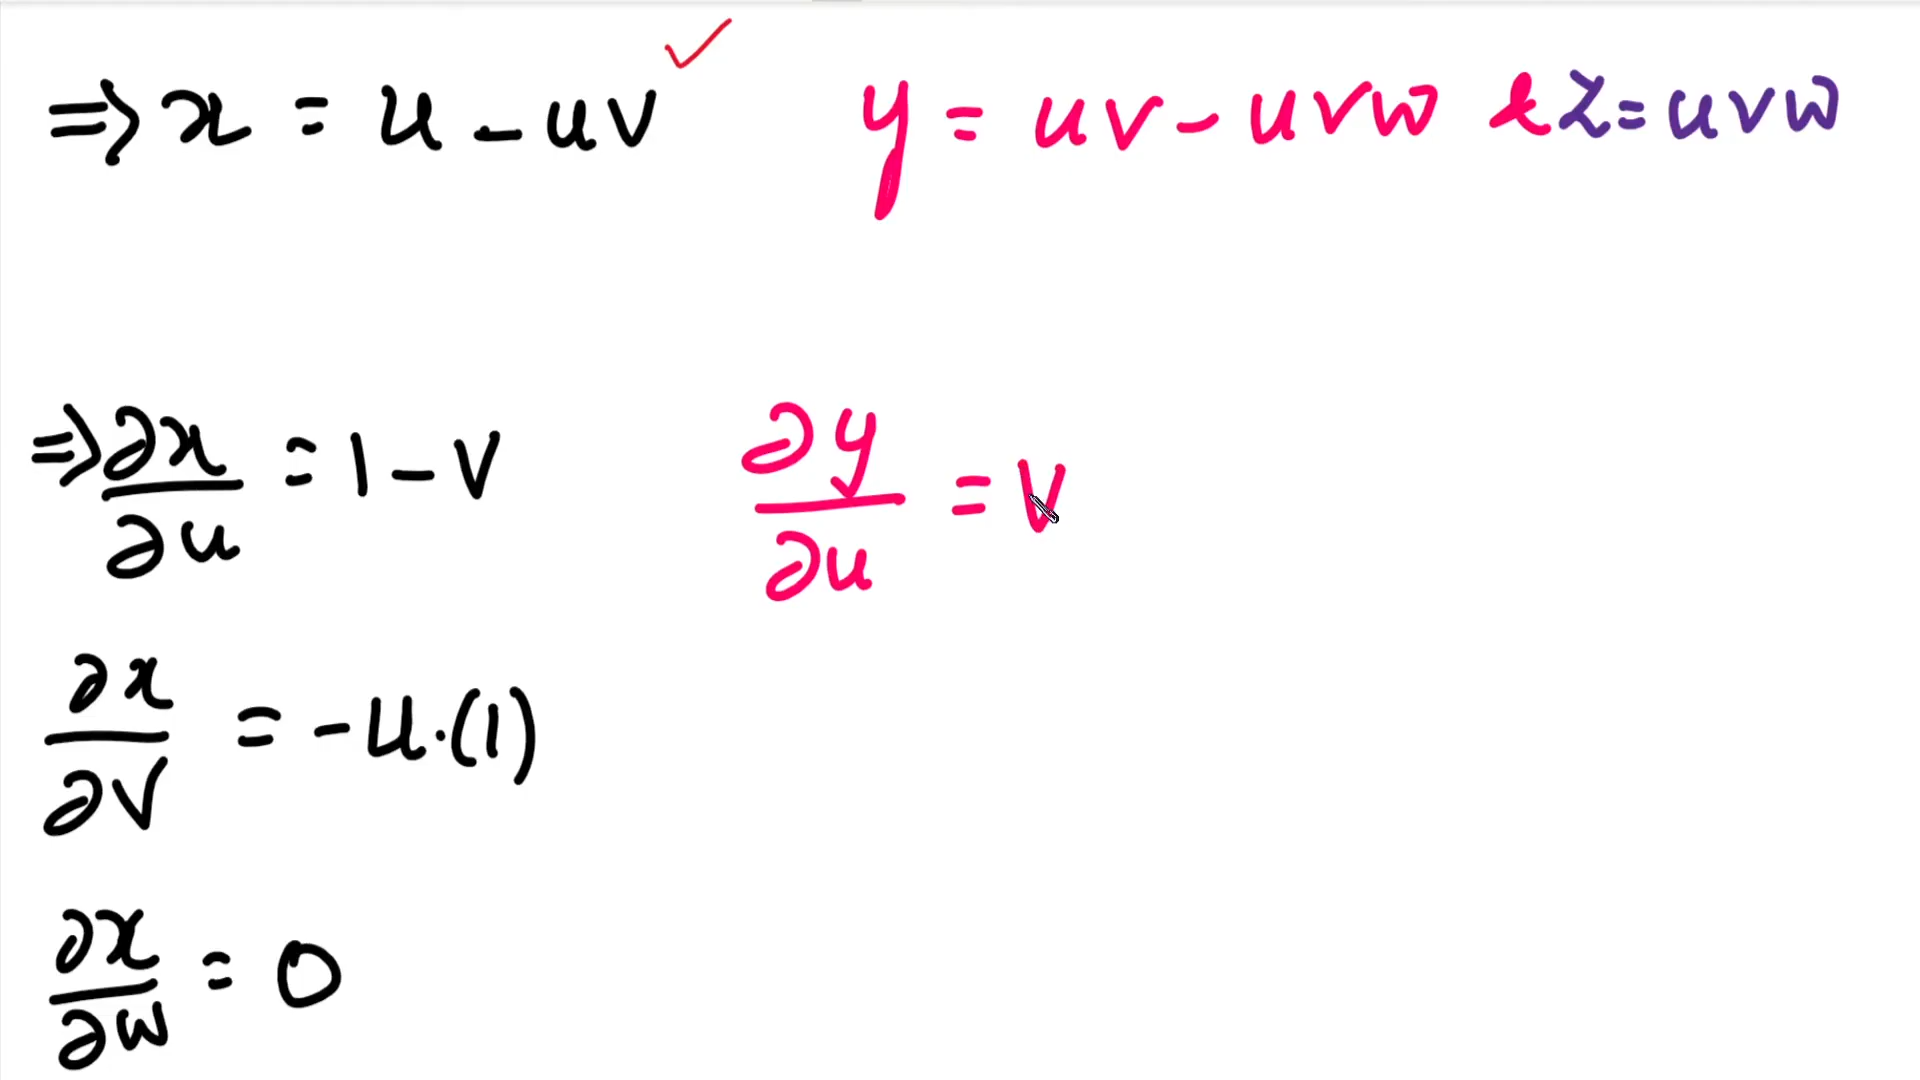 ⇒ x = u - uv ✓ y = uv - uvw & z = uvw
⇒ ∂x/∂u = 1 - v ∂y/∂u = v
∂x/∂v = -u·(1)
∂x/∂w = 0